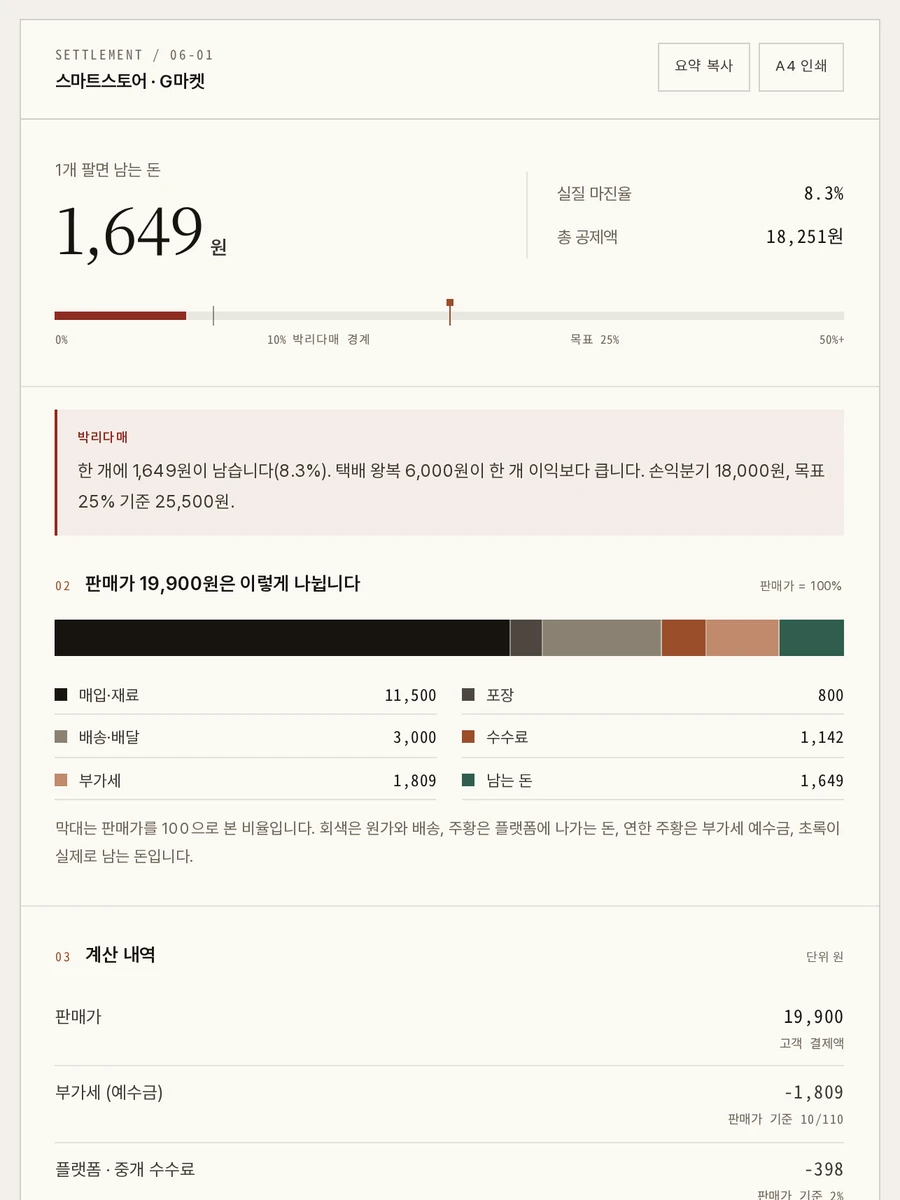 SETTLEMENT / 06-01
스마트스토어 · G마켓
요약 복사
A4 인쇄
1개 팔면 남는 돈
1,649 원
실질 마진율 8.3%
총 공제액 18,251원
0% 10% 박리다매 경계 목표 25% 50%+
박리다매
한 개에 1,649원이 남습니다(8.3%). 택배 왕복 6,000원이 한 개 이익보다 큽니다. 손익분기 18,000원, 목표
25% 기준 25,500원.
02 판매가 19,900원은 이렇게 나뉩니다 판매가 = 100%
매입·재료 11,500 포장 800
배송·배달 3,000 수수료 1,142
부가세 1,809 남는 돈 1,649
막대는 판매가를 100으로 본 비율입니다. 회색은 원가와 배송, 주황은 플랫폼에 나가는 돈, 연한 주황은 부가세 예수금, 초록이
실제로 남는 돈입니다.
03 계산 내역 단위 원
판매가 19,900
고객 결제액
부가세 (예수금) -1,809
판매가 기준 10/110
플랫폼 · 중개 수수료 -398
판매가 기준 2%